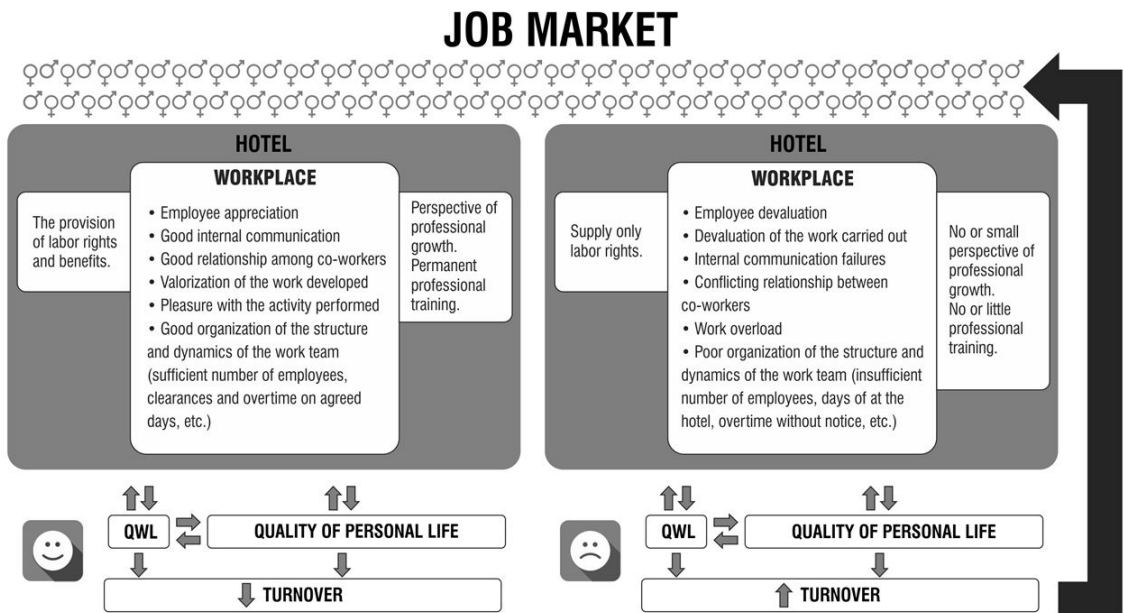 JOB MARKET
HOTEL
WORKPLACE
The provision
of labor rights
and benefits.
• Employee appreciation
• Good internal communication
• Good relationship among co-workers
• Valorization of the work developed
• Pleasure with the activity performed
• Good organization of the structure
and dynamics of the work team
(sufficient number of employees,
clearances and overtime on agreed
days, etc.)
Perspective of
professional
growth.
Permanent
professional
training.
QWL
QUALITY OF PERSONAL LIFE
TURNOVER
HOTEL
WORKPLACE
Supply only
labor rights.
• Employee devaluation
• Devaluation of the work carried out
• Internal communication failures
• Conflicting relationship between
co-workers
• Work overload
• Poor organization of the structure and
dynamics of the work team (insufficient
number of employees, days of at the
hotel, overtime without notice, etc.)
No or small
perspective of
professional
growth.
No or little
professional
training.
QWL
QUALITY OF PERSONAL LIFE
TURNOVER